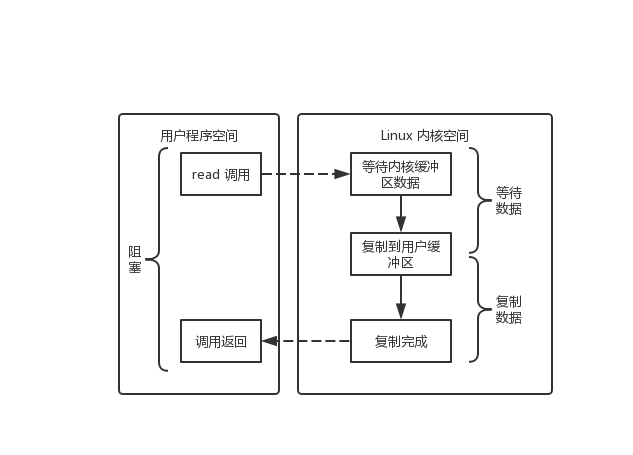 用户程序空间
Linux 内核空间
read 调用
等待内核缓冲
区数据
等待
数据
复制到用户缓
冲区
阻
塞
复制
数据
调用返回
复制完成